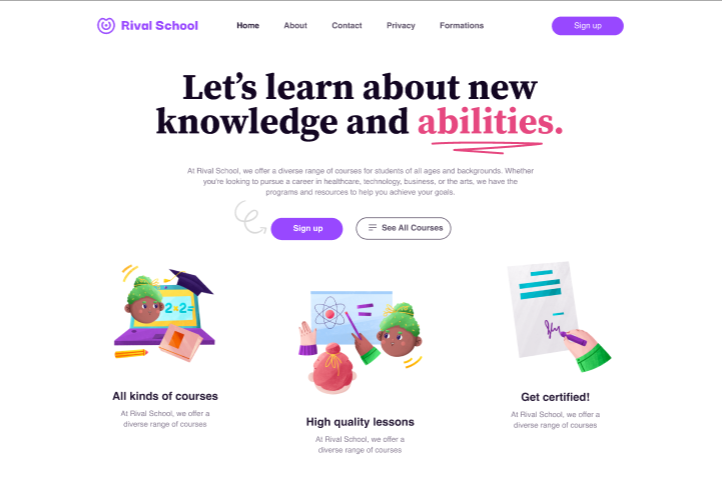 Rival School
Home About Contact Privacy Formations
Sign up
Let’s learn about new
knowledge and abilities.
At Rival School, we offer a diverse range of courses for students of all ages and backgrounds. Whether
you're looking to pursue a career in healthcare, technology, business, or the arts, we have the
programs and resources to help you achieve your goals.
Sign up
See All Courses
2+2=
All kinds of courses
At Rival School, we offer a
diverse range of courses
High quality lessons
At Rival School, we offer a
diverse range of courses
Get certified!
At Rival School, we offer a
diverse range of courses